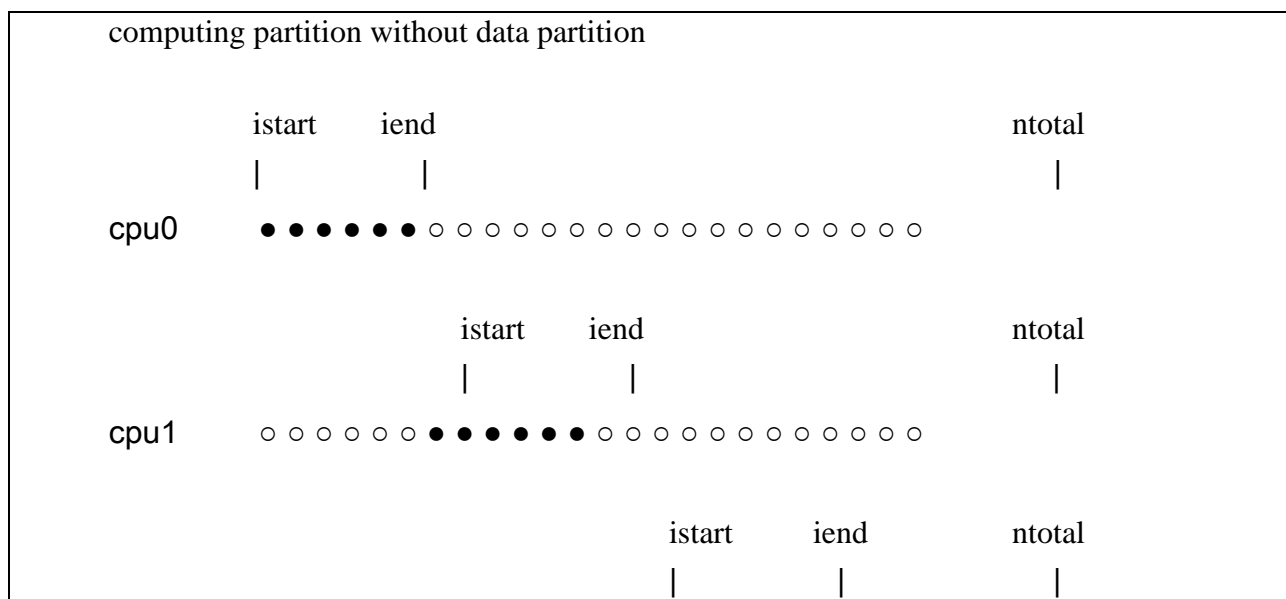 computing partition without data partition
istart iend ntotal
| | |
cpu0 ● ● ● ● ● ● ○ ○ ○ ○ ○ ○ ○ ○ ○ ○ ○ ○ ○ ○ ○ ○ ○ ○
istart iend ntotal
| | |
cpu1 ○ ○ ○ ○ ○ ○ ● ● ● ● ● ● ○ ○ ○ ○ ○ ○ ○ ○ ○ ○ ○ ○
istart iend ntotal
| | |